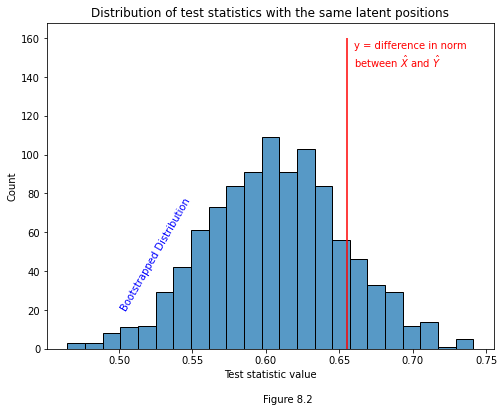 Distribution of test statistics with the same latent positions
160
140
120
100
80
60
40
20
0
Count
y = difference in norm
between X̂ and Ŷ
Bootstrapped Distribution
0.50 0.55 0.60 0.65 0.70 0.75
Test statistic value
Figure 8.2